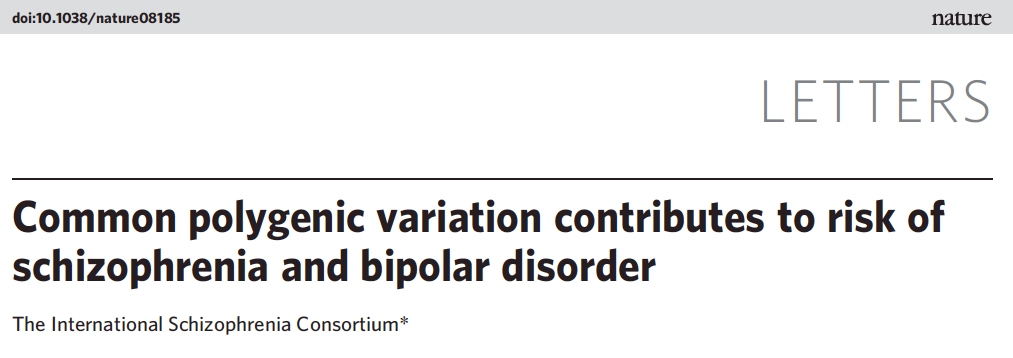 doi:10.1038/nature08185 nature
LETTERS
Common polygenic variation contributes to risk of
schizophrenia and bipolar disorder
The International Schizophrenia Consortium*